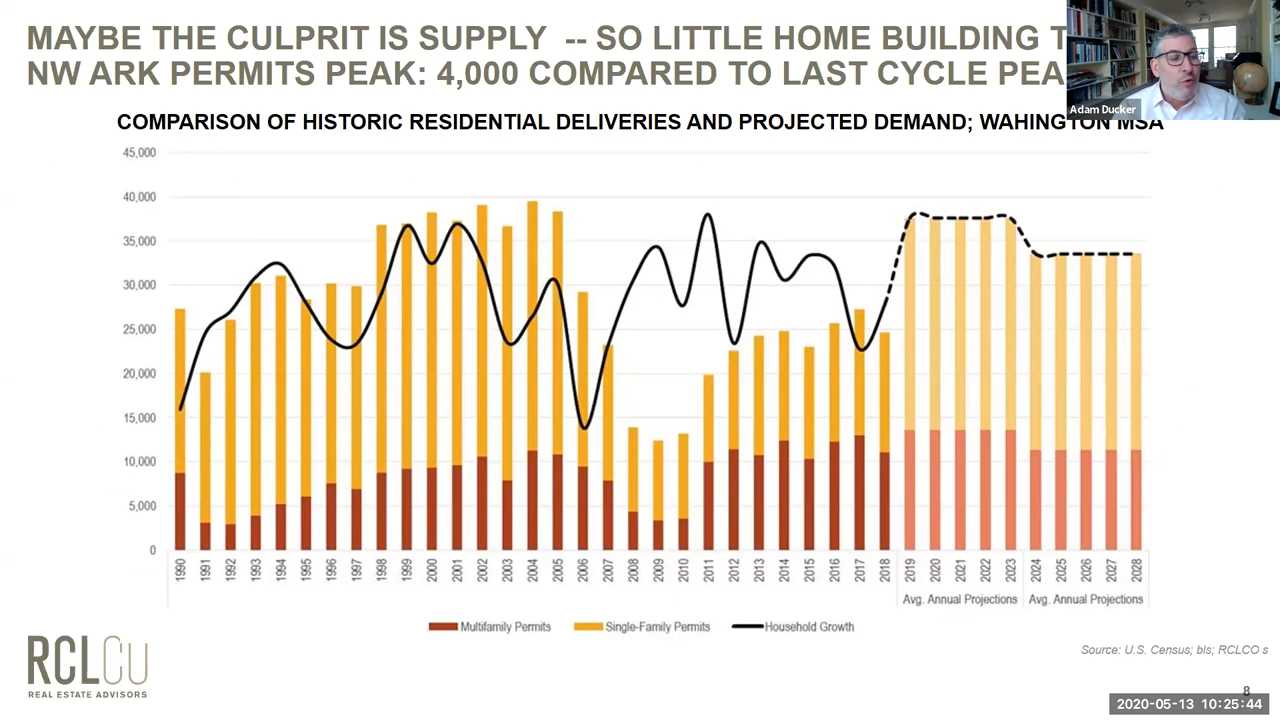 MAYBE THE CULPRIT IS SUPPLY -- SO LITTLE HOME BUILDING
NW ARK PERMITS PEAK: 4,000 COMPARED TO LAST CYCLE
Adam Ducker
COMPARISON OF HISTORIC RESIDENTIAL DELIVERIES AND PROJECTED DEMAND; WAHINGTON MSA
45,000
40,000
35,000
30,000
25,000
20,000
15,000
10,000
5,000
0
1990 1991 1992 1993 1994 1995 1996 1997 1998 1999 2000 2001 2002 2003 2004 2005 2006 2007 2008 2009 2010 2011 2012 2013 2014 2015 2016 2017 2018 2019 2020 2021 2022 2023 2024 2025 2026 2027 2028
Avg. Annual Projections Avg. Annual Projections
Multifamily Permits Single-Family Permits Household Growth
RCLCO
REAL ESTATE ADVISORS
Source: U.S. Census; bls; RCLCO s
8
2020-05-13 10:25:44